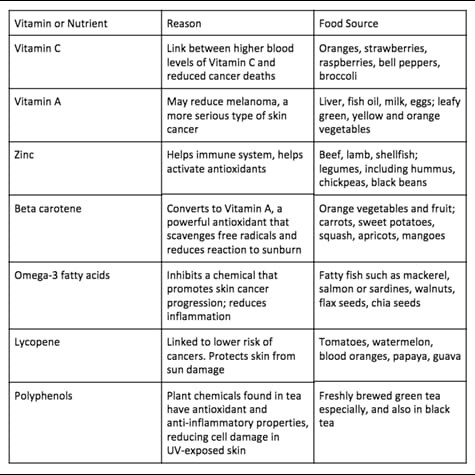 Vitamin or Nutrient Reason Food Source
Vitamin C Link between higher blood Oranges, strawberries,
levels of Vitamin C and raspberries, bell peppers,
reduced cancer deaths broccoli
Vitamin A May reduce melanoma, a Liver, fish oil, milk, eggs; leafy
more serious type of skin green, yellow and orange
cancer vegetables
Zinc Helps immune system, helps Beef, lamb, shellfish;
activate antioxidants legumes, including hummus,
chickpeas, black beans
Beta carotene Converts to Vitamin A, a Orange vegetables and fruit;
powerful antioxidant that carrots, sweet potatoes,
scavenges free radicals and squash, apricots, mangoes
reduces reaction to sunburn
Omega-3 fatty acids Inhibits a chemical that Fatty fish such as mackerel,
promotes skin cancer salmon or sardines, walnuts,
progression; reduces flax seeds, chia seeds
inflammation
Lycopene Linked to lower risk of Tomatoes, watermelon,
cancers. Protects skin from blood oranges, papaya, guava
sun damage
Polyphenols Plant chemicals found in tea Freshly brewed green tea
have antioxidant and especially, and also in black
anti-inflammatory properties, tea
reducing cell damage in
UV-exposed skin